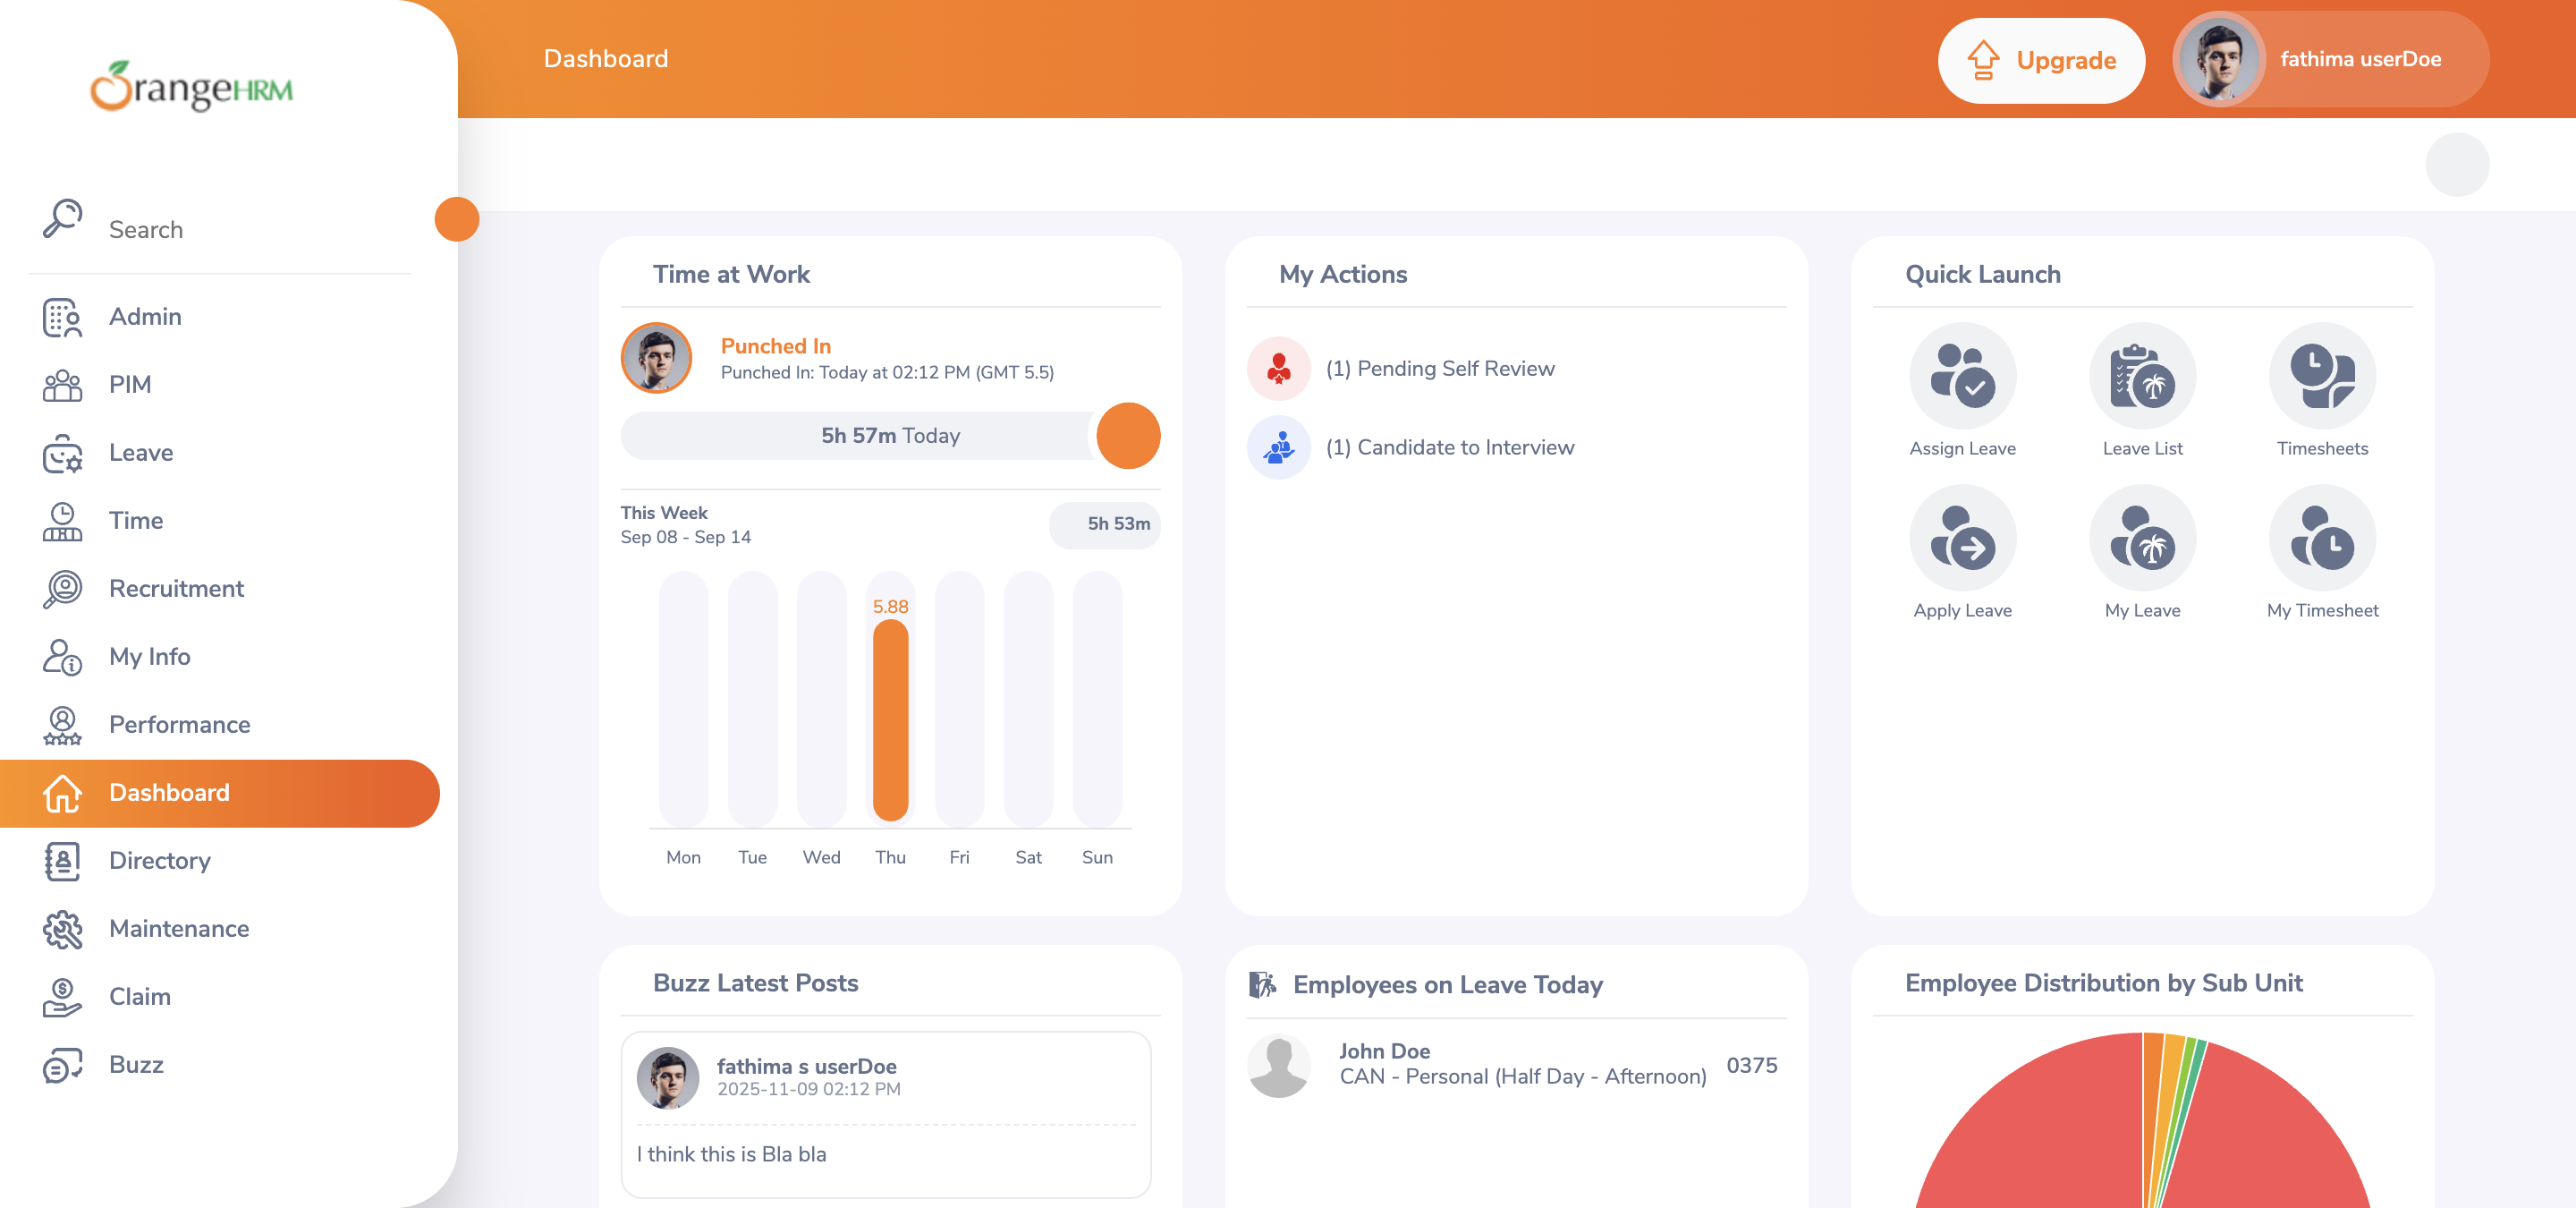 OrangeHRM
Search
Admin
PIM
Leave
Time
Recruitment
My Info
Performance
Dashboard
Directory
Maintenance
Claim
Buzz
Dashboard
Upgrade
fathima userDoe
Time at Work
Punched In
Punched In: Today at 02:12 PM (GMT 5.5)
5h 57m Today
This Week
Sep 08 - Sep 14
5h 53m
5.88
Mon Tue Wed Thu Fri Sat Sun
My Actions
(1) Pending Self Review
(1) Candidate to Interview
Quick Launch
Assign Leave Leave List Timesheets
Apply Leave My Leave My Timesheet
Buzz Latest Posts
fathima s userDoe
2025-11-09 02:12 PM
I think this is Bla bla
Employees on Leave Today
John Doe
CAN - Personal (Half Day - Afternoon)
0375
Employee Distribution by Sub Unit